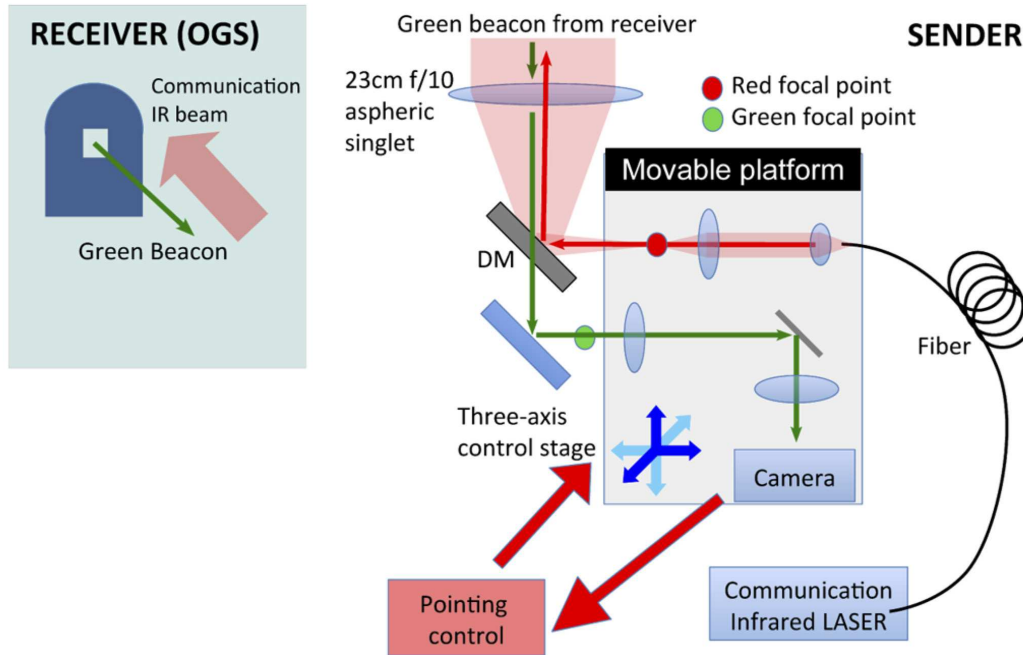 RECEIVER (OGS)
Communication
IR beam
Green Beacon
Green beacon from receiver
SENDER
23cm f/10
aspheric
singlet
Red focal point
Green focal point
Movable platform
DM
Fiber
Three-axis
control stage
Camera
Pointing
control
Communication
Infrared LASER